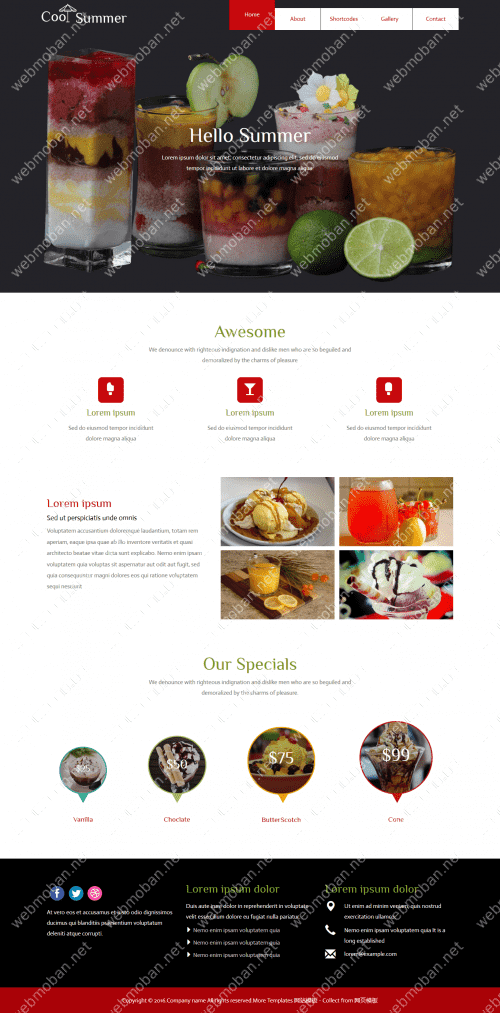 Cool Summer
Home
About
Shortcodes
Gallery
Contact
Hello Summer
Lorem ipsum dolor sit amet, consectetur adipiscing elit, sed do eiusmod
tempor incididunt ut labore et dolore magna aliqua
Awesome
We denounce with righteous indignation and dislike men who are so beguiled and
demoralized by the charms of pleasure
Lorem ipsum
Sed do eiusmod tempor incididunt
dolore magna aliqua
Lorem ipsum
Sed do eiusmod tempor incididunt
dolore magna aliqua
Lorem ipsum
Sed do eiusmod tempor incididunt
dolore magna aliqua
Lorem ipsum
Sed ut perspiciatis unde omnis
Voluptatem accusantium doloremque laudantium, totam rem
aperiam, eaque ipsa quae ab illo inventore veritatis et quasi
architecto beatae vitae dicta sunt explicabo. Nemo enim ipsam
voluptatem quia voluptas sit aspernatur aut odit aut fugit, sed
quia consequuntur magni dolores eos qui ratione voluptatem
sequi nesciunt
Our Specials
We denounce with righteous indignation and dislike men who are so beguiled and
demoralized by the charms of pleasure
$50
$75
$99
Vanilla
Choclate
ButterScotch
Cone
At vero eos et accusamus et iusto odio dignissimos
ducimus qui blanditiis praesentium voluptatum
deleniti atque corrupti.
Lorem ipsum dolor
Duis aute irure dolor in reprehenderit in voluptate
velit esse cillum dolore eu fugiat nulla pariatur.
Nemo enim ipsam voluptatem quia
Nemo enim ipsam voluptatem quia
Nemo enim ipsam voluptatem quia
Lorem ipsum dolor
Ut enim ad minim veniam, quis nostrud
exercitation ullamco
Nemo enim ipsam voluptatem quia It is a
long established
lorem@example.com
Copyright © 2016.Company name All rights reserved.More Templates 网站模板 - Collect from 网页模板
webmoban.net